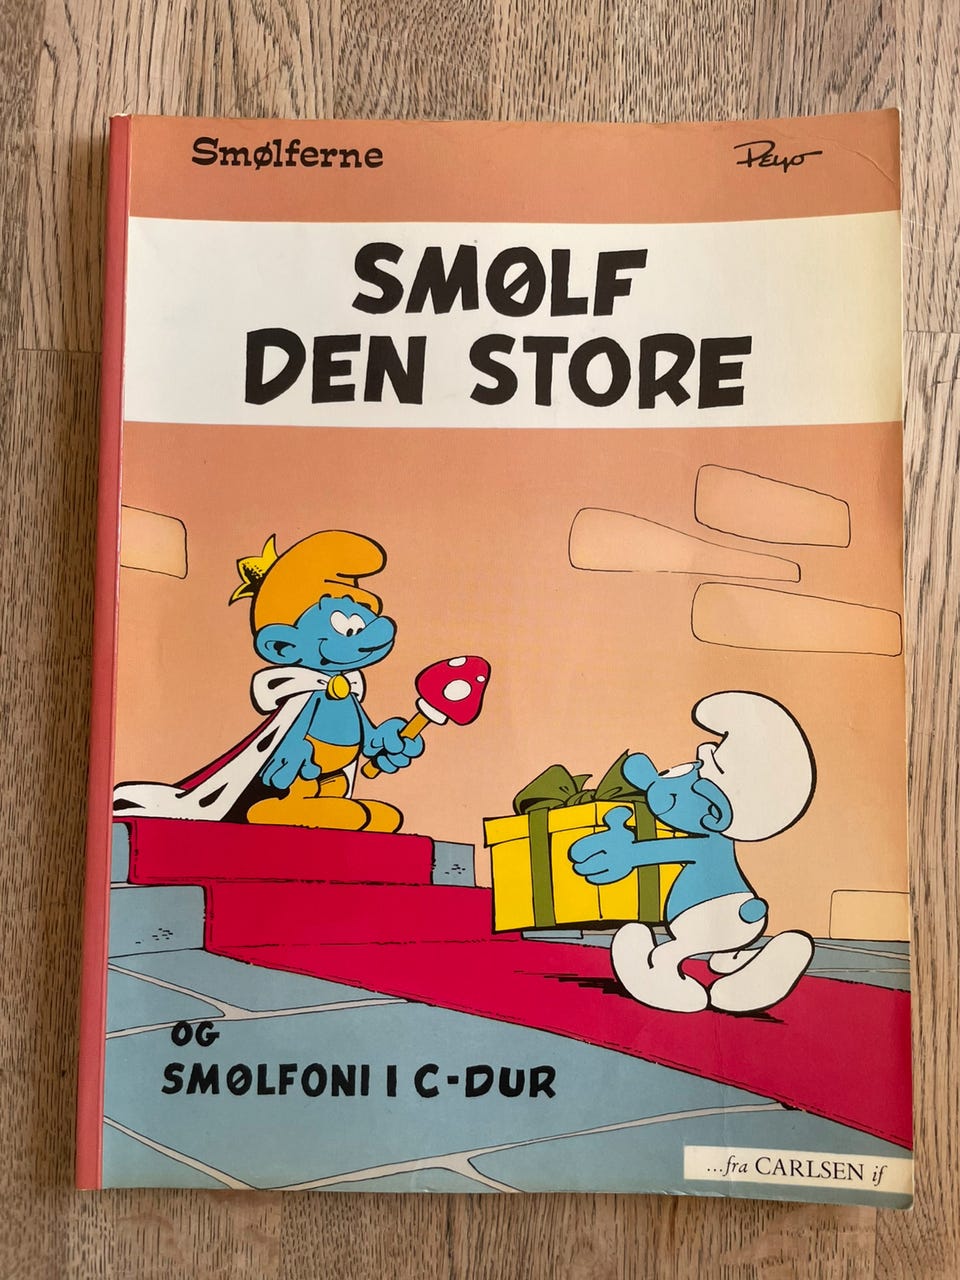 Smølferne
Peyo
SMØLF
DEN STORE
OG
SMØLFONI I C-DUR
...fra CARLSEN if